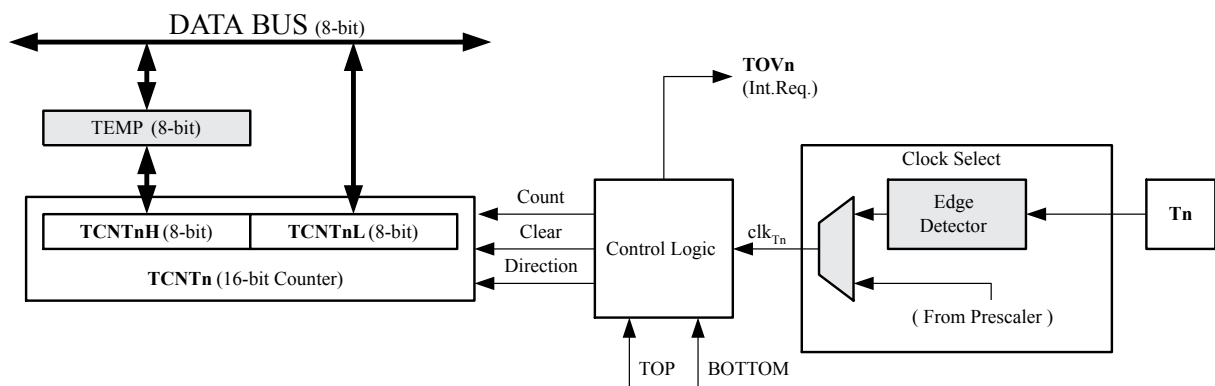 DATA BUS (8-bit)
TOVn
(Int.Req.)
TEMP (8-bit)
Clock Select
Count
Edge
Detector
Tn
TCNTnH (8-bit)
TCNTnL (8-bit)
Clear
Control Logic
clkTn
TCNTn (16-bit Counter)
Direction
( From Prescaler )
TOP
BOTTOM